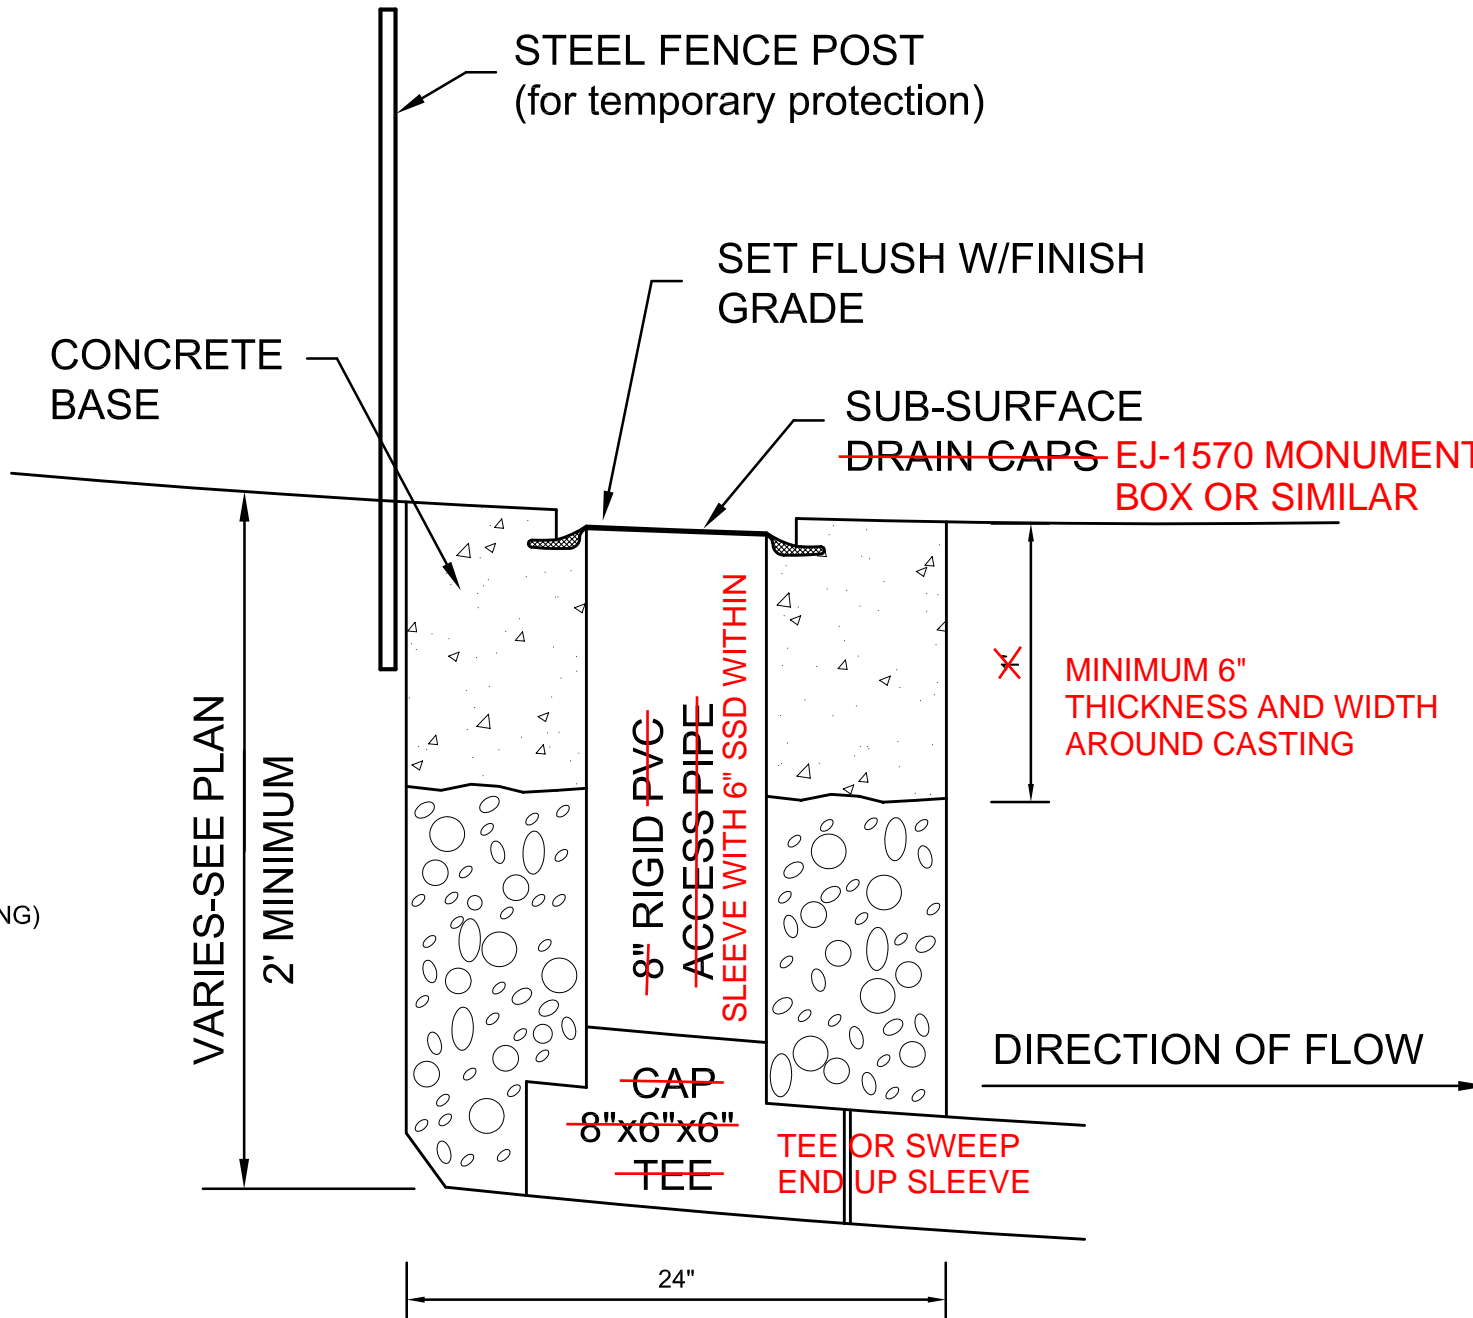 STEEL FENCE POST
(for temporary protection)
SET FLUSH W/FINISH
GRADE
CONCRETE
BASE
SUB-SURFACE
DRAIN CAPS EJ-1570 MONUMENT
BOX OR SIMILAR
MINIMUM 6"
THICKNESS AND WIDTH
AROUND CASTING
VARIES-SEE PLAN
2' MINIMUM
8" RIGID PVC
ACCESS PIPE
SLEEVE WITH 6" SSD WITHIN
NG)
DIRECTION OF FLOW
CAP
8"x6"x6"
TEE
TEE OR SWEEP
END UP SLEEVE
24"